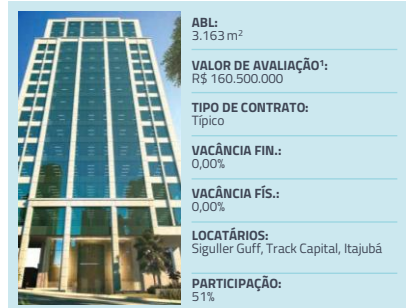 ABL:
3.163 m²
VALOR DE AVALIAÇÃO¹:
R$ 160.500.000
TIPO DE CONTRATO:
Típico
VACÂNCIA FIN.:
0,00%
VACÂNCIA FÍS.:
0,00%
LOCATÁRIOS:
Siguller Guff, Track Capital, Itajubá
PARTICIPAÇÃO:
51%